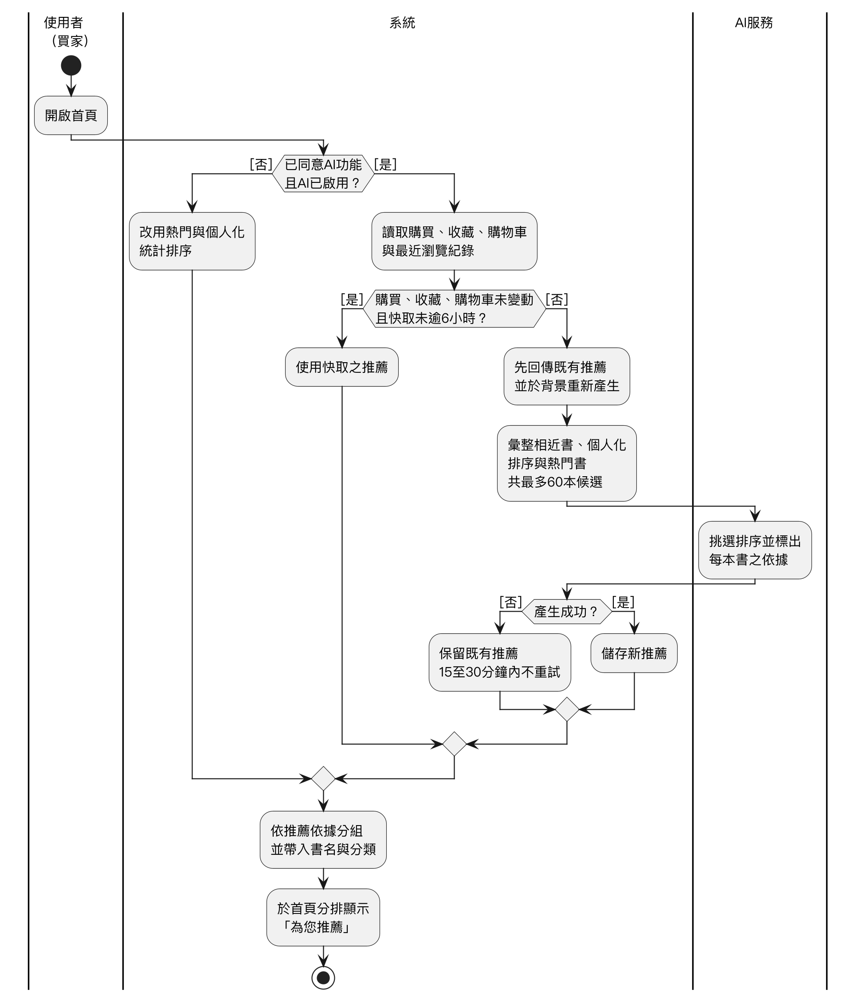 使用者
(買家)
系統
AI服務
開啟首頁
[否]
已同意AI功能
且AI已啟用？
[是]
改用熱門與個人化
統計排序
讀取購買、收藏、購物車
與最近瀏覽紀錄
[是]
購買、收藏、購物車未變動
且快取未逾6小時？
[否]
使用快取之推薦
先回傳既有推薦
並於背景重新產生
彙整相近書、個人化
排序與熱門書
共最多60本候選
挑選排序並標出
每本書之依據
[否]
產生成功？
[是]
保留既有推薦
15至30分鐘內不重試
儲存新推薦
依推薦依據分組
並帶入書名與分類
於首頁分排顯示
「為您推薦」